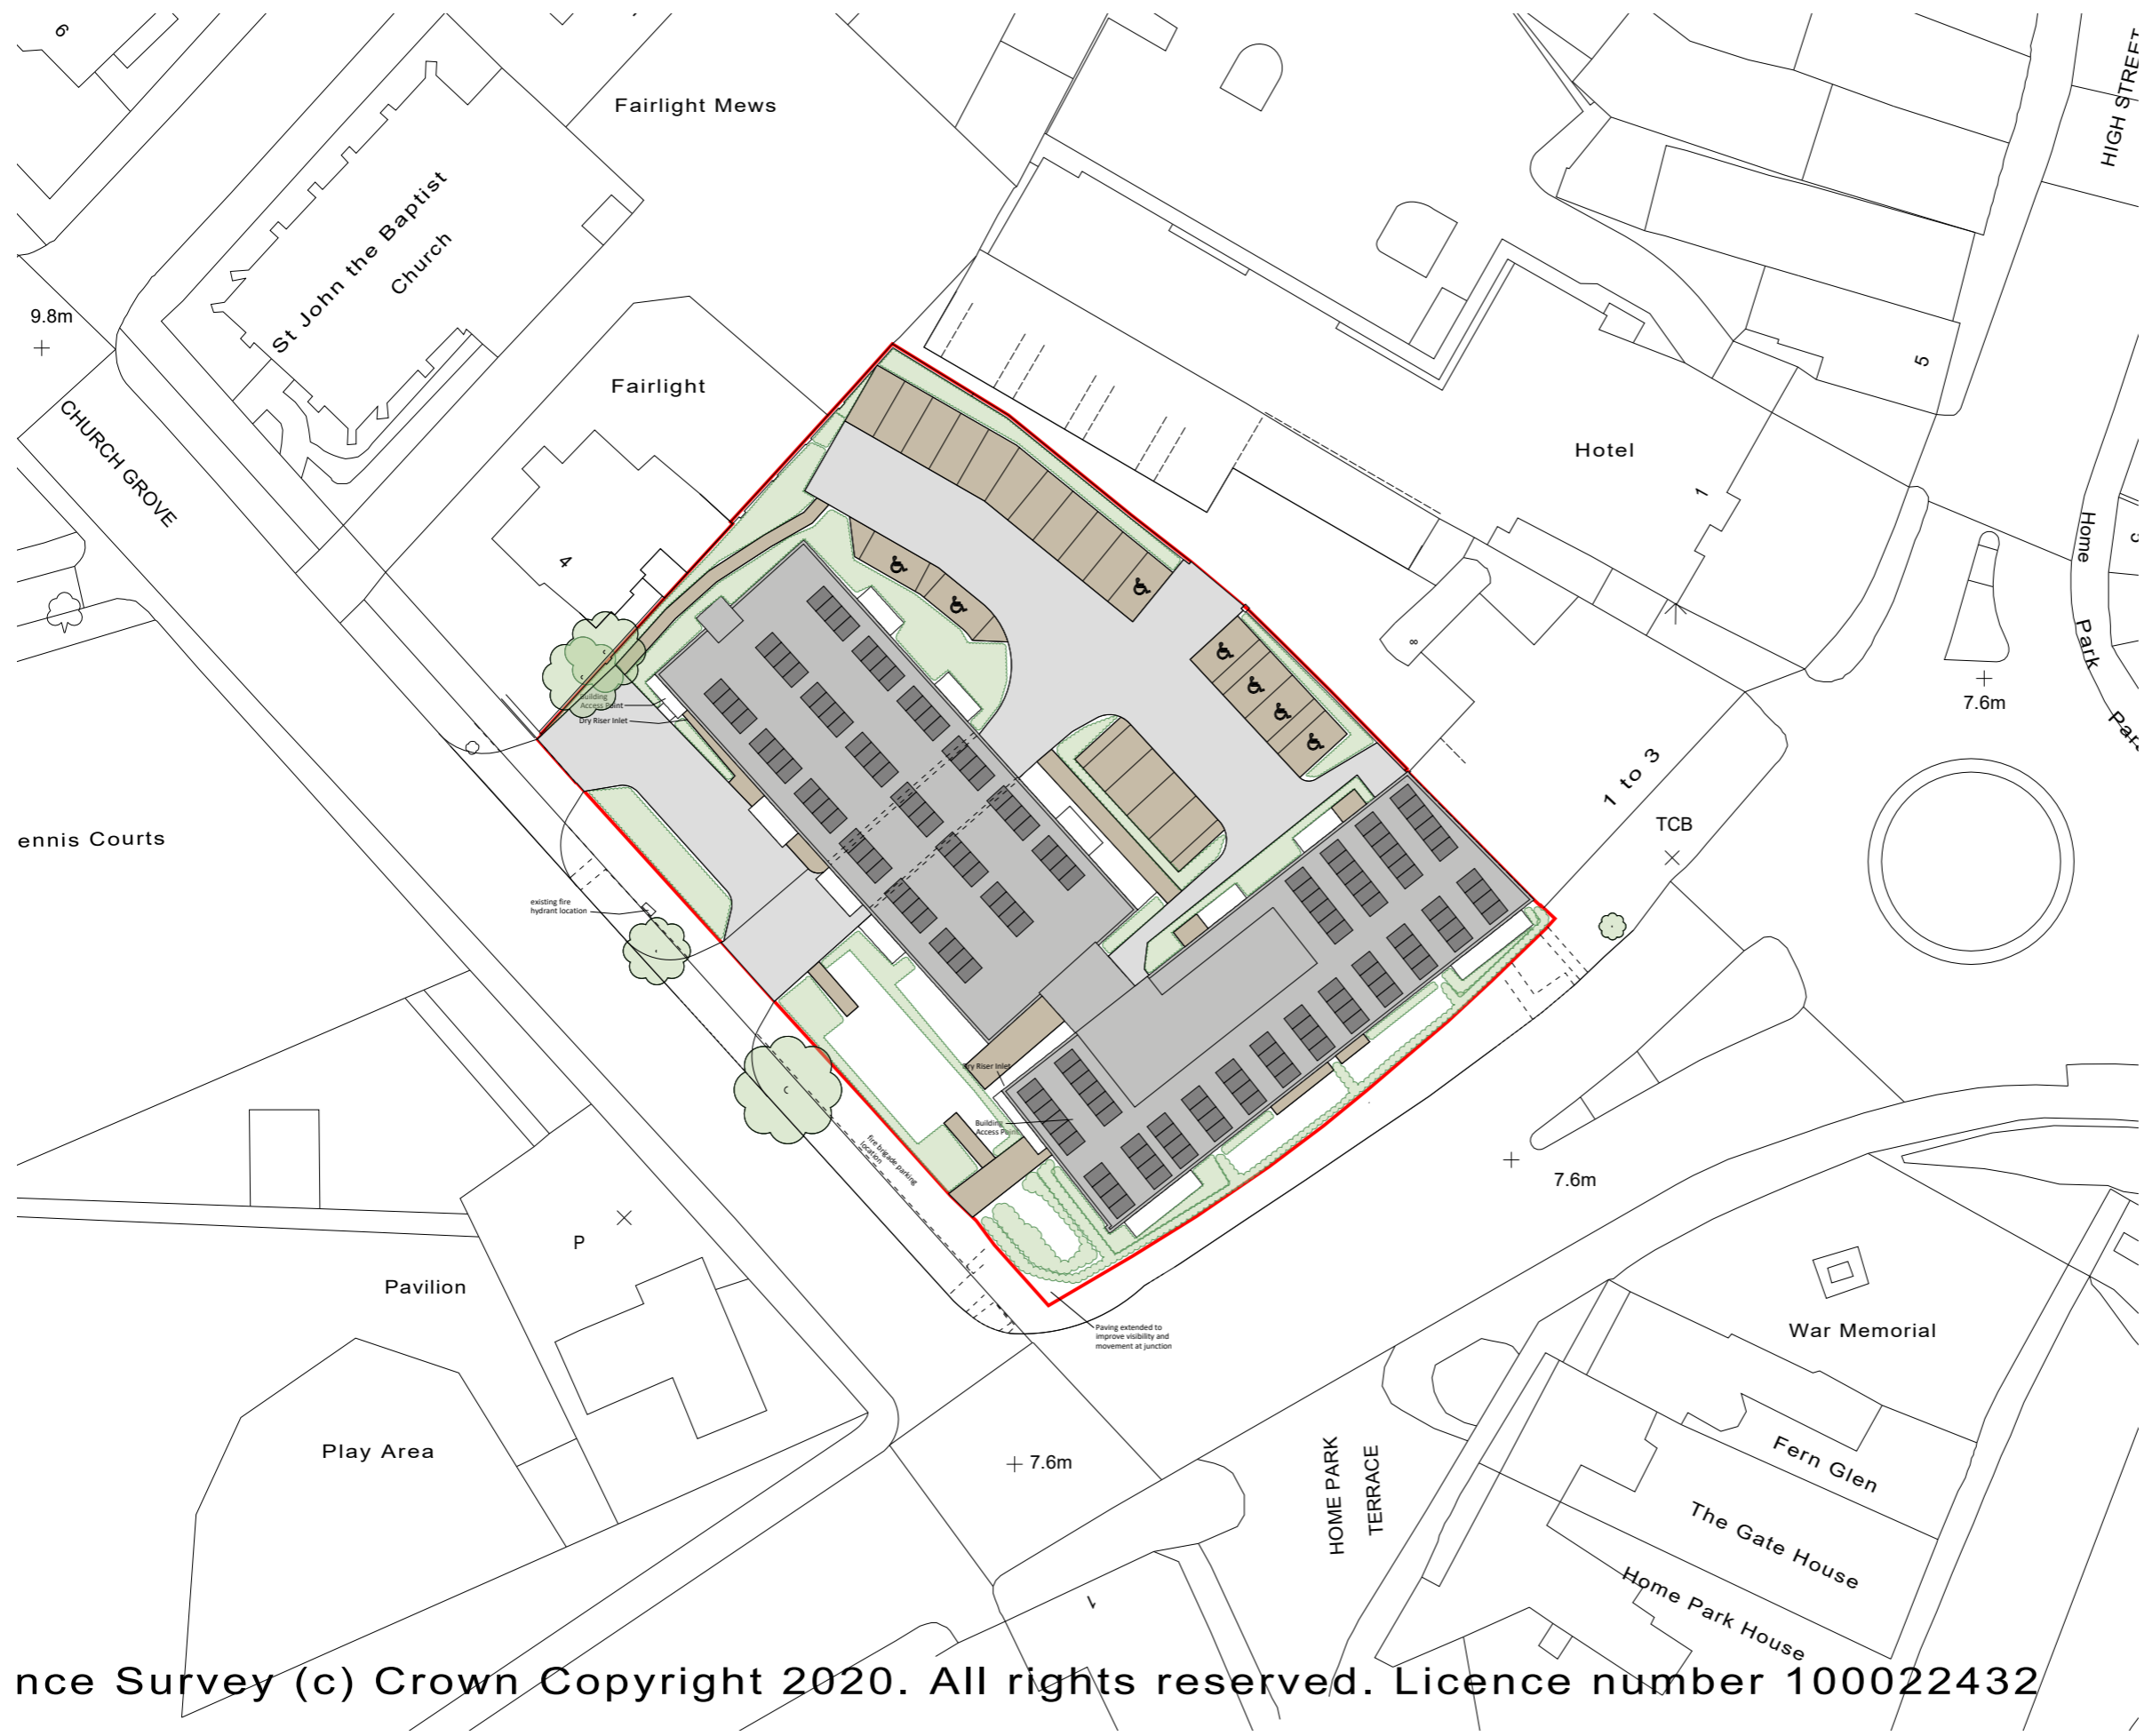 6
Fairlight Mews
HIGH STREET
St John the Baptist
Church
9.8m
Fairlight
CHURCH GROVE
5
Hotel
1
4
Home
Park
8
7.6m
1 to 3
TCB
Building
Access Point
Dry Riser Inlet
ennis Courts
existing fire
hydrant location
Dry Riser Inlet
Building
Access Point
fire brigade parking
location
7.6m
P
Pavilion
Paving extended to
improve visibility and
movement at junction
War Memorial
Play Area
7.6m
HOME PARK
TERRACE
Fern Glen
The Gate House
Home Park House
1
nce Survey (c) Crown Copyright 2020. All rights reserved. Licence number 100022432